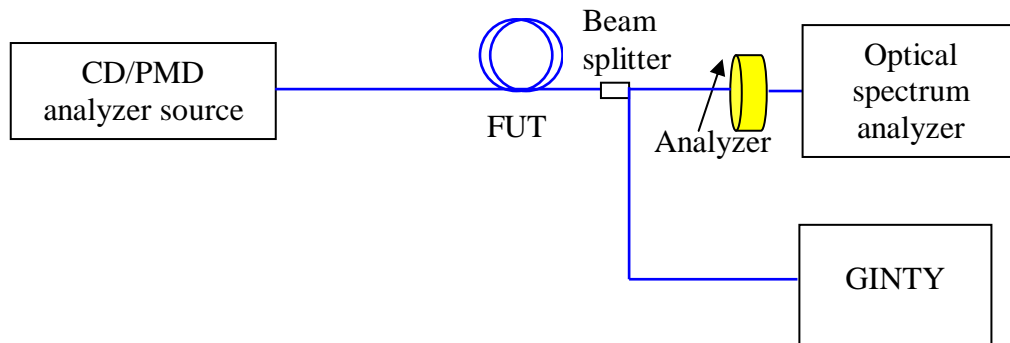 CD/PMD
analyzer source
FUT
Beam
splitter
Analyzer
Optical
spectrum
analyzer
GINTY